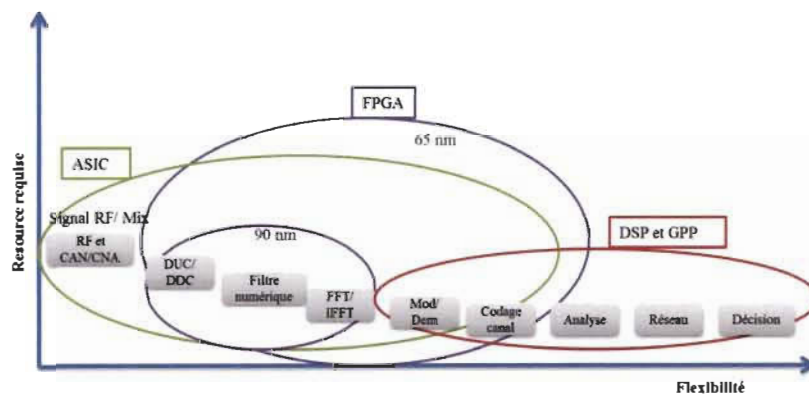 FPGA
65 nm
ASIC
Signal RF/ Mix
90 nm
DSP et GPP
RF et
CAN/CNA
DUC/
DDC
Filtre
numérique
FFT/
IFFT
Mod/
Dem
Codage
canal
Analyse
Réseau
Décision
Resource requise
Flexibilité